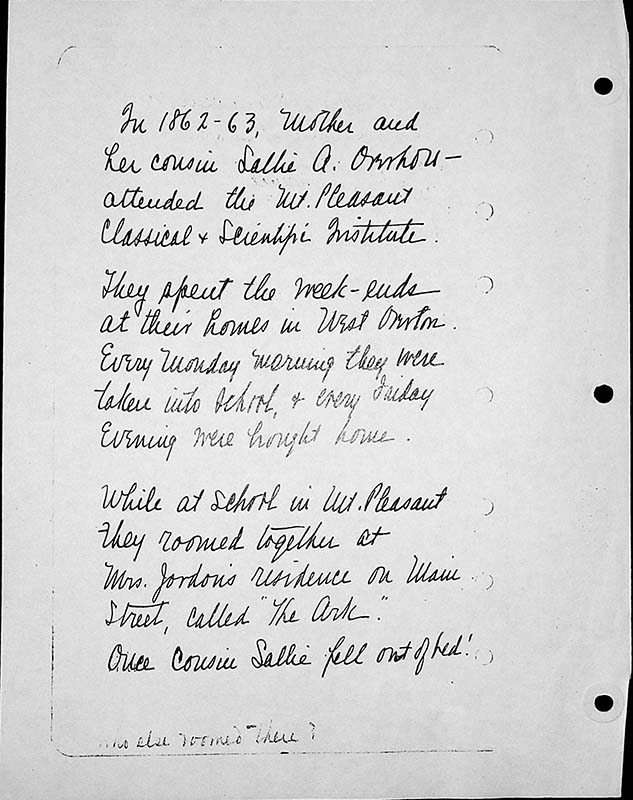 In 1862-63, Mother and
her cousin Sallie A. Overholt
attended the Mt. Pleasant
Classical & Scientific Institute.
They spent the week-ends
at their homes in West Overton.
Every Monday morning they were
taken into school, & every Friday
Evening were brought home.
While at School in Mt. Pleasant
they roomed together at
Mrs. Jordon's residence on Main
Street, called "The Ark".
Once Cousin Sallie fell out of bed!
who else roomed there?